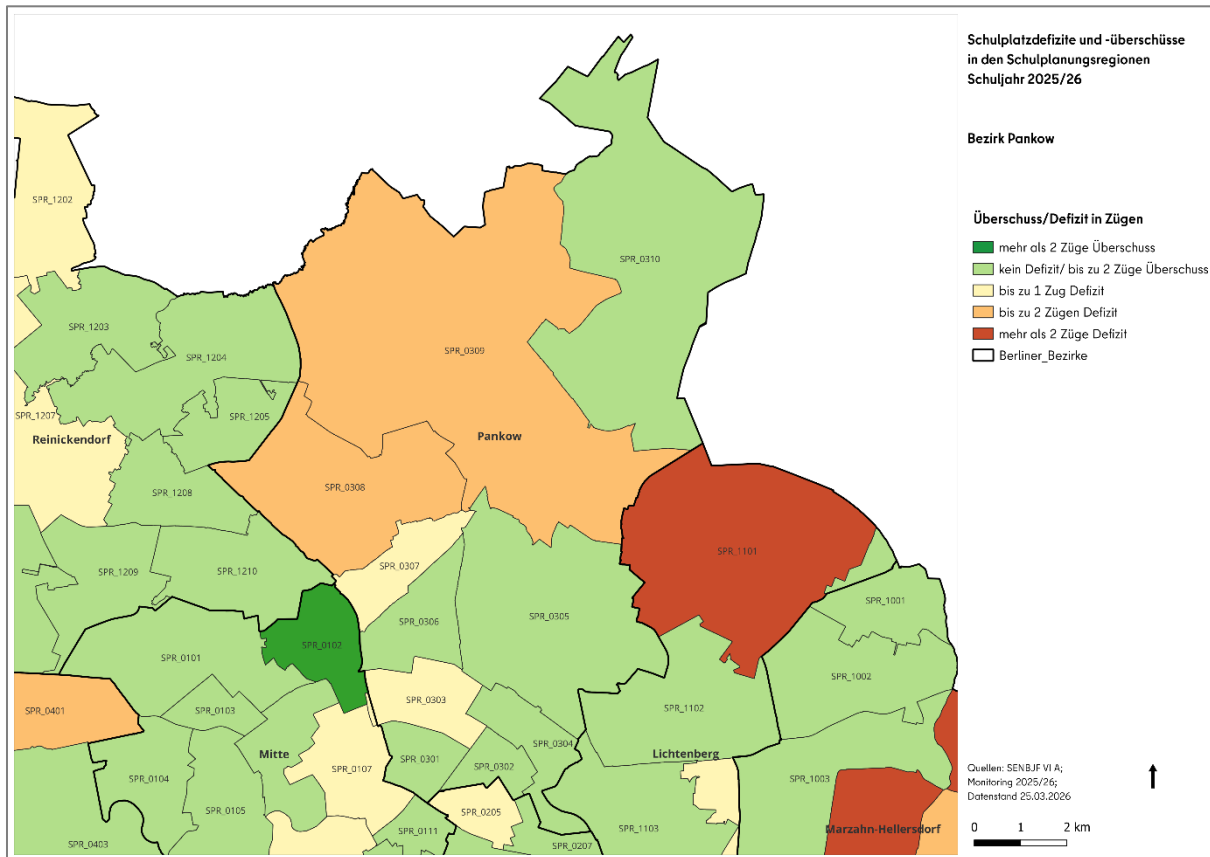 Schulplatzdefizite und -überschüsse
in den Schulplanungsregionen
Schuljahr 2025/26
Bezirk Pankow
Überschuss/Defizit in Zügen
mehr als 2 Züge Überschuss
kein Defizit/ bis zu 2 Züge Überschuss
bis zu 1 Zug Defizit
bis zu 2 Zügen Defizit
mehr als 2 Züge Defizit
Berliner_Bezirke
SPR_1202
SPR_0310
SPR_1203
SPR_1204
SPR_0309
SPR_1207
SPR_1205
Reinickendorf
Pankow
SPR_0308
SPR_1208
SPR_1101
SPR_0307
SPR_1209
SPR_1210
SPR_1001
SPR_0306
SPR_0305
SPR_0102
SPR_0101
SPR_1002
SPR_0303
SPR_0401
SPR_0103
SPR_1102
SPR_0304
Mitte
Lichtenberg
SPR_0301
SPR_0302
SPR_0107
SPR_0104
SPR_1003
SPR_0105
SPR_0205
SPR_0111
SPR_1103
Marzahn-Hellersdorf
SPR_0403
SPR_0207
Quellen: SENBJF VI A;
Monitoring 2025/26;
Datenstand 25.03.2026
0 1 2 km